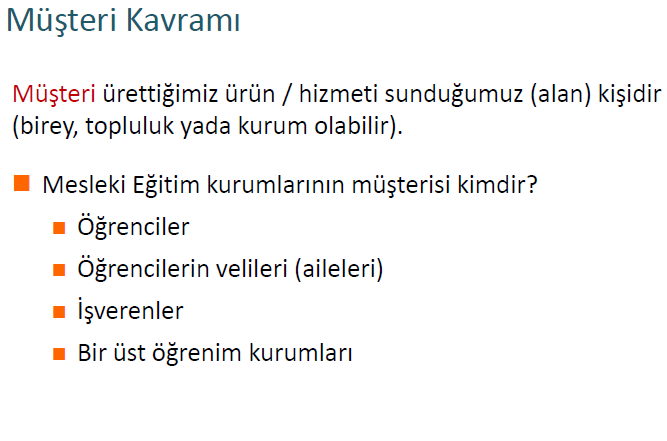 Müşteri Kavramı
Müşteri ürettiğimiz ürün / hizmeti sunduğumuz (alan) kişidir
(birey, topluluk yada kurum olabilir).
Mesleki Eğitim kurumlarının müşterisi kimdir?
Öğrenciler
Öğrencilerin velileri (aileleri)
İşverenler
Bir üst öğrenim kurumları